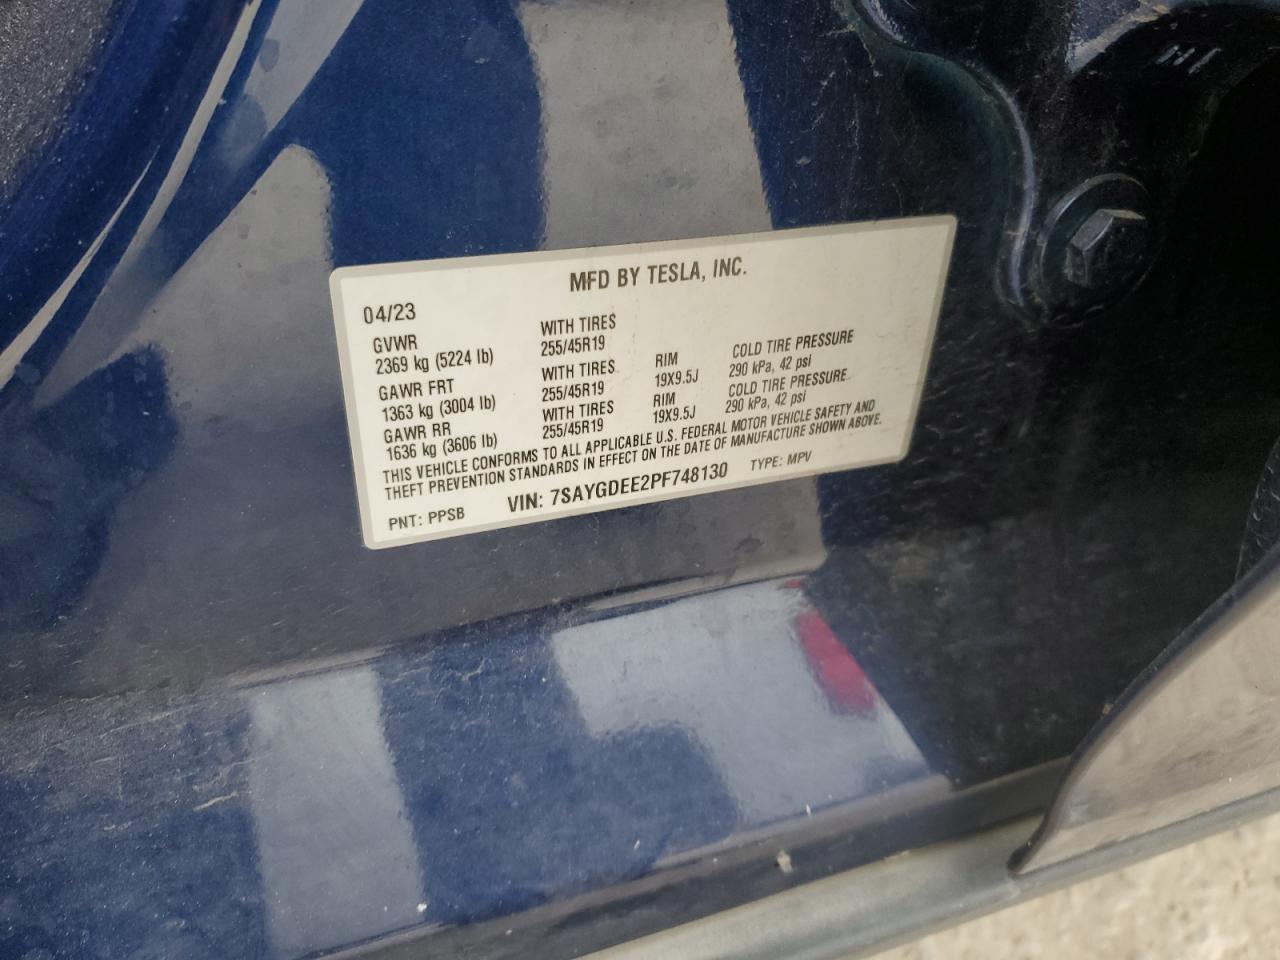 MFD BY TESLA, INC.
04/23
GVWR WITH TIRES
2369 kg (5224 lb) 255/45R19
GAWR FRT WITH TIRES RIM COLD TIRE PRESSURE
1363 kg (3004 lb) 255/45R19 19X9.5J 290 kPa, 42 psi
GAWR RR WITH TIRES RIM COLD TIRE PRESSURE
1636 kg (3606 lb) 255/45R19 19X9.5J 290 kPa, 42 psi
THIS VEHICLE CONFORMS TO ALL APPLICABLE U.S. FEDERAL MOTOR VEHICLE SAFETY AND
THEFT PREVENTION STANDARDS IN EFFECT ON THE DATE OF MANUFACTURE SHOWN ABOVE.
PNT: PPSB VIN: 7SAYGDEE2PF748130 TYPE: MPV